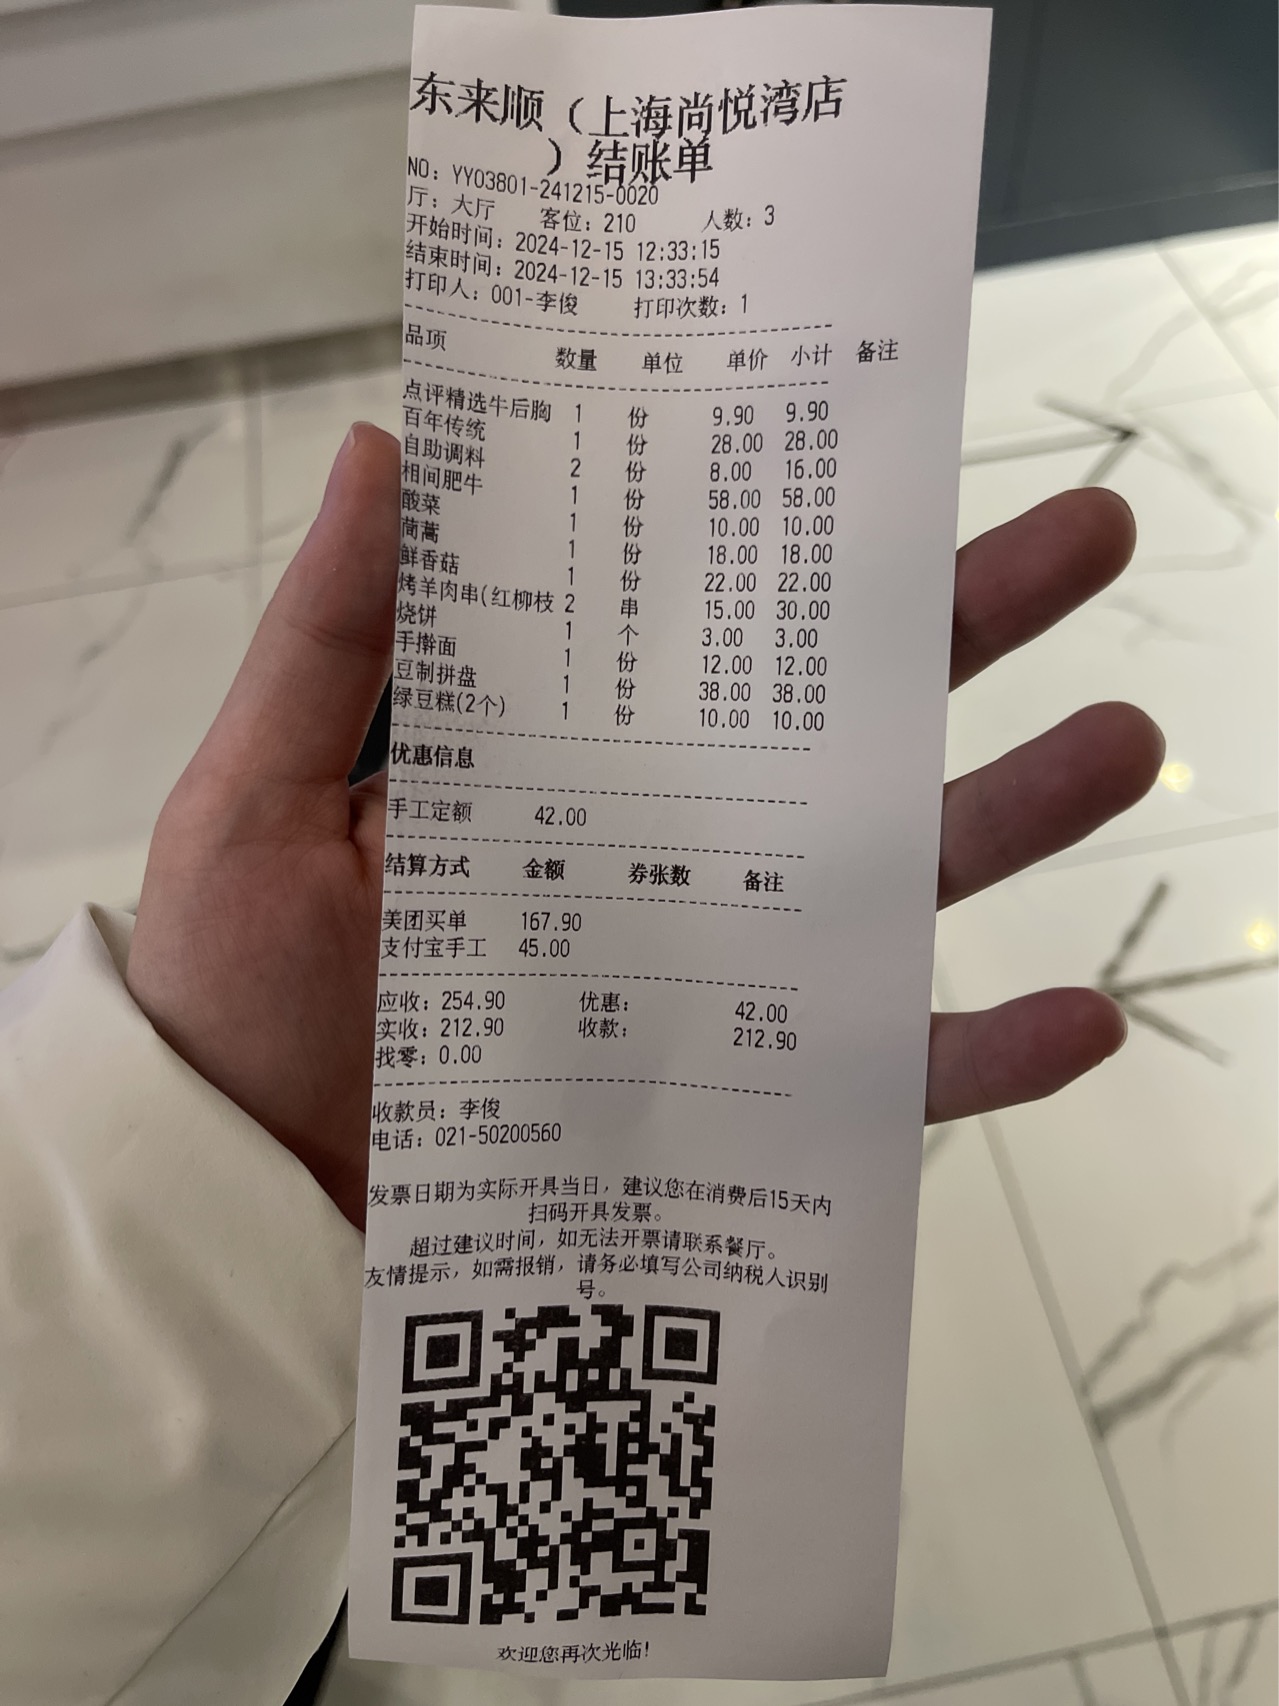 东来顺（上海尚悦湾店
）结账单
NO：YY03801-241215-0020
厅：大厅 客位：210 人数：3
开始时间：2024-12-15 12:33:15
结束时间：2024-12-15 13:33:54
打印人：001-李俊 打印次数：1
品项 数量 单位 单价 小计 备注
点评精选牛后胸 1 份 9.90 9.90
百年传统 1 份 28.00 28.00
自助调料 2 份 8.00 16.00
相间肥牛 1 份 58.00 58.00
酸菜 1 份 10.00 10.00
茼蒿 1 份 18.00 18.00
鲜香菇 1 份 22.00 22.00
烤羊肉串(红柳枝 2 串 15.00 30.00
烧饼 1 个 3.00 3.00
手擀面 1 份 12.00 12.00
豆制拼盘 1 份 38.00 38.00
绿豆糕(2个) 1 份 10.00 10.00
优惠信息
手工定额 42.00
结算方式 金额 券张数 备注
美团买单 167.90
支付宝手工 45.00
应收：254.90 优惠： 42.00
实收：212.90 收款： 212.90
找零：0.00
收款员：李俊
电话：021-50200560
发票日期为实际开具当日，建议您在消费后15天内
扫码开具发票。
超过建议时间，如无法开票请联系餐厅。
友情提示，如需报销，请务必填写公司纳税人识别
号。
欢迎您再次光临!